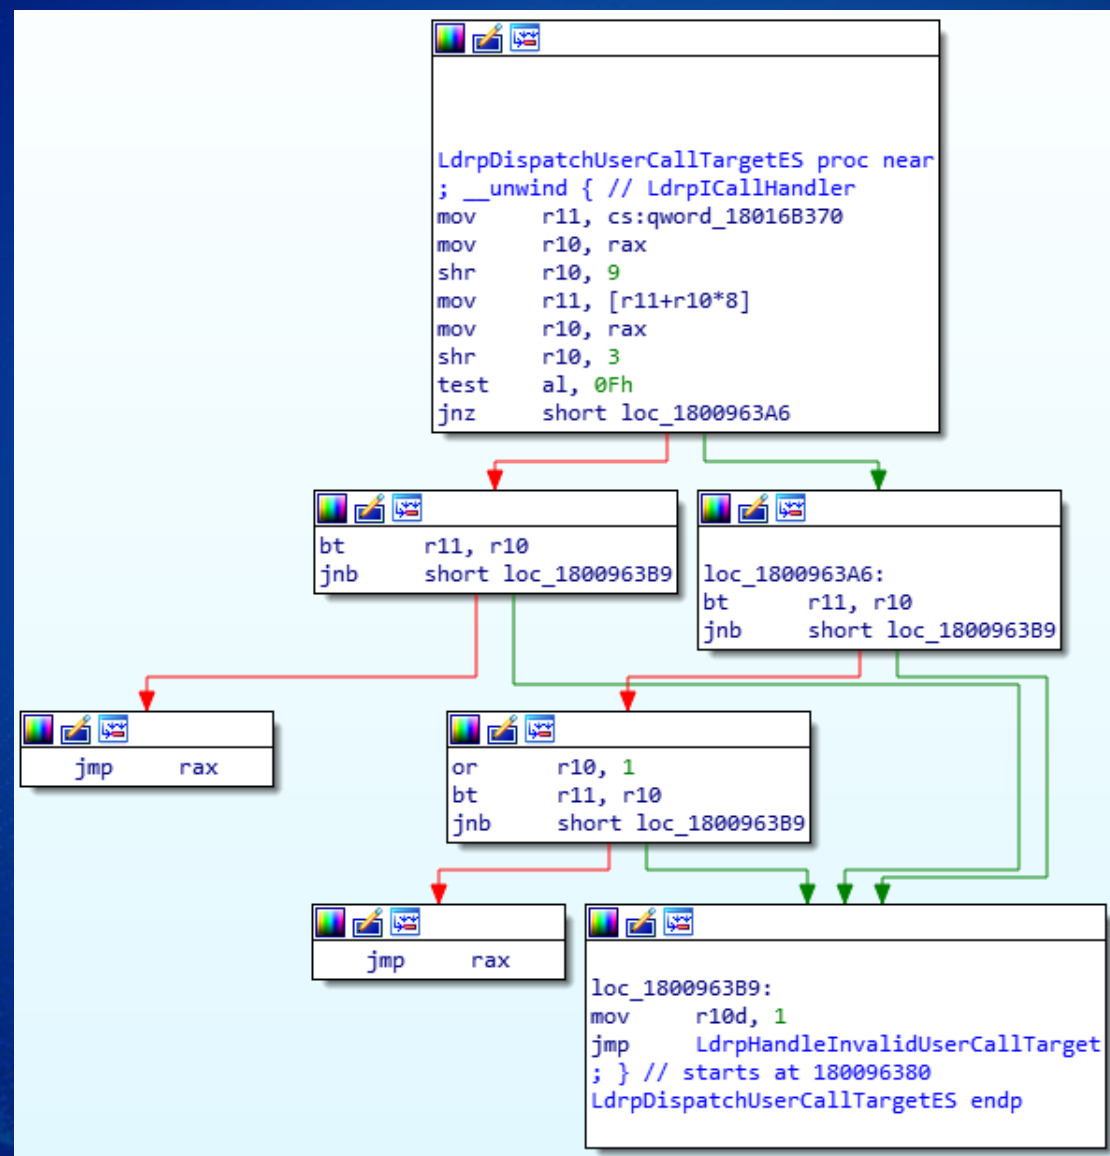 LdrpDispatchUserCallTargetES proc near
; __unwind { // LdrpICallHandler
mov r11, cs:qword_18016B370
mov r10, rax
shr r10, 9
mov r11, [r11+r10*8]
mov r10, rax
shr r10, 3
test al, 0Fh
jnz short loc_1800963A6
bt r11, r10
jnb short loc_1800963B9
loc_1800963A6:
bt r11, r10
jnb short loc_1800963B9
jmp rax
or r10, 1
bt r11, r10
jnb short loc_1800963B9
jmp rax
loc_1800963B9:
mov r10d, 1
jmp LdrpHandleInvalidUserCallTarget
; } // starts at 180096380
LdrpDispatchUserCallTargetES endp